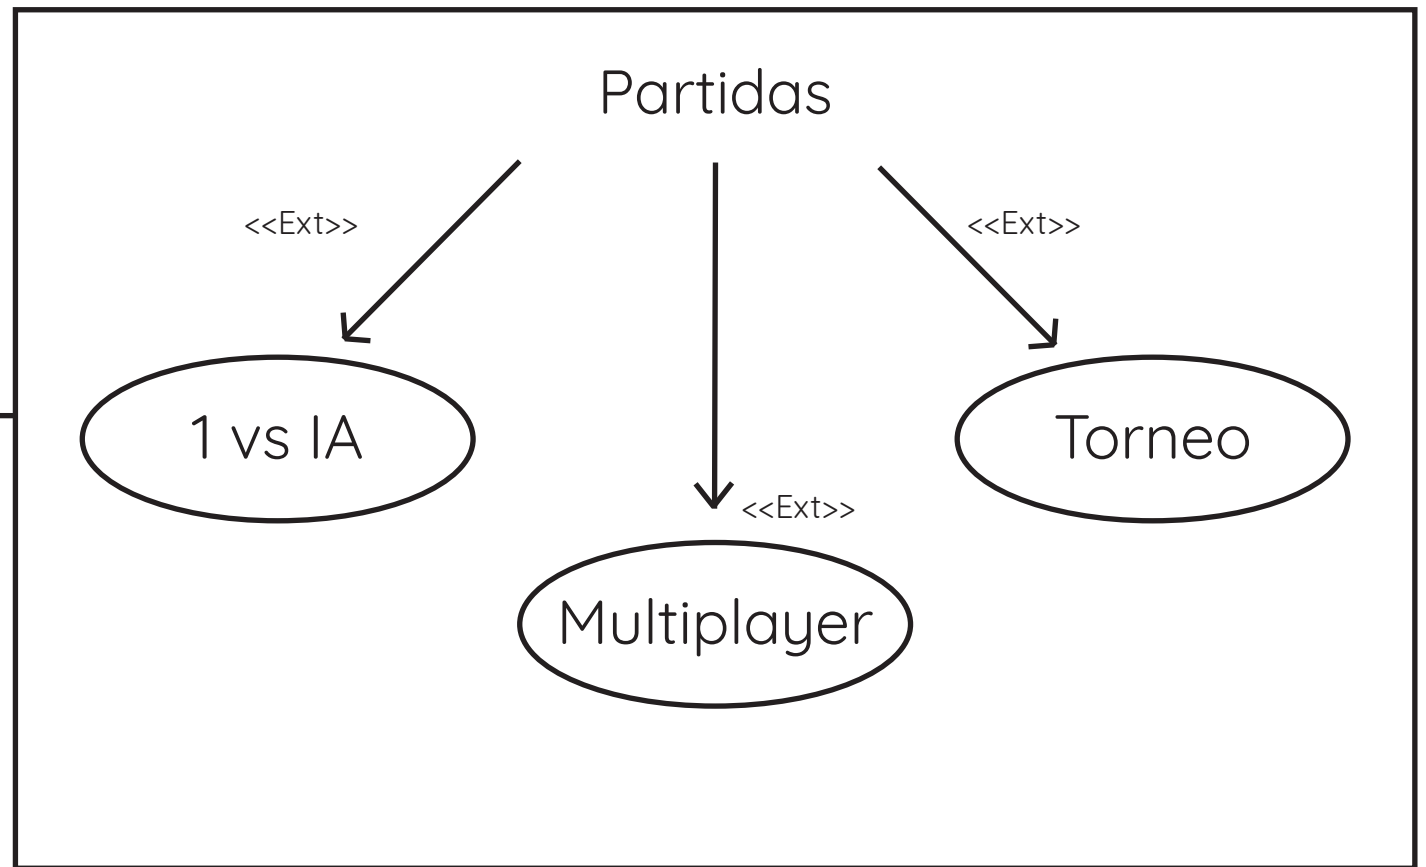 Partidas
<<Ext>>
<<Ext>>
1 vs IA
Torneo
<<Ext>>
Multiplayer